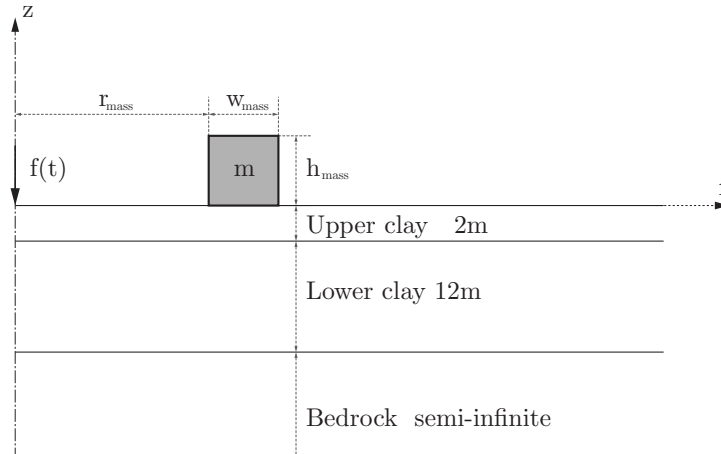 z
r_mass w_mass
f(t) m h_mass
r
Upper clay 2m
Lower clay 12m
Bedrock semi-infinite